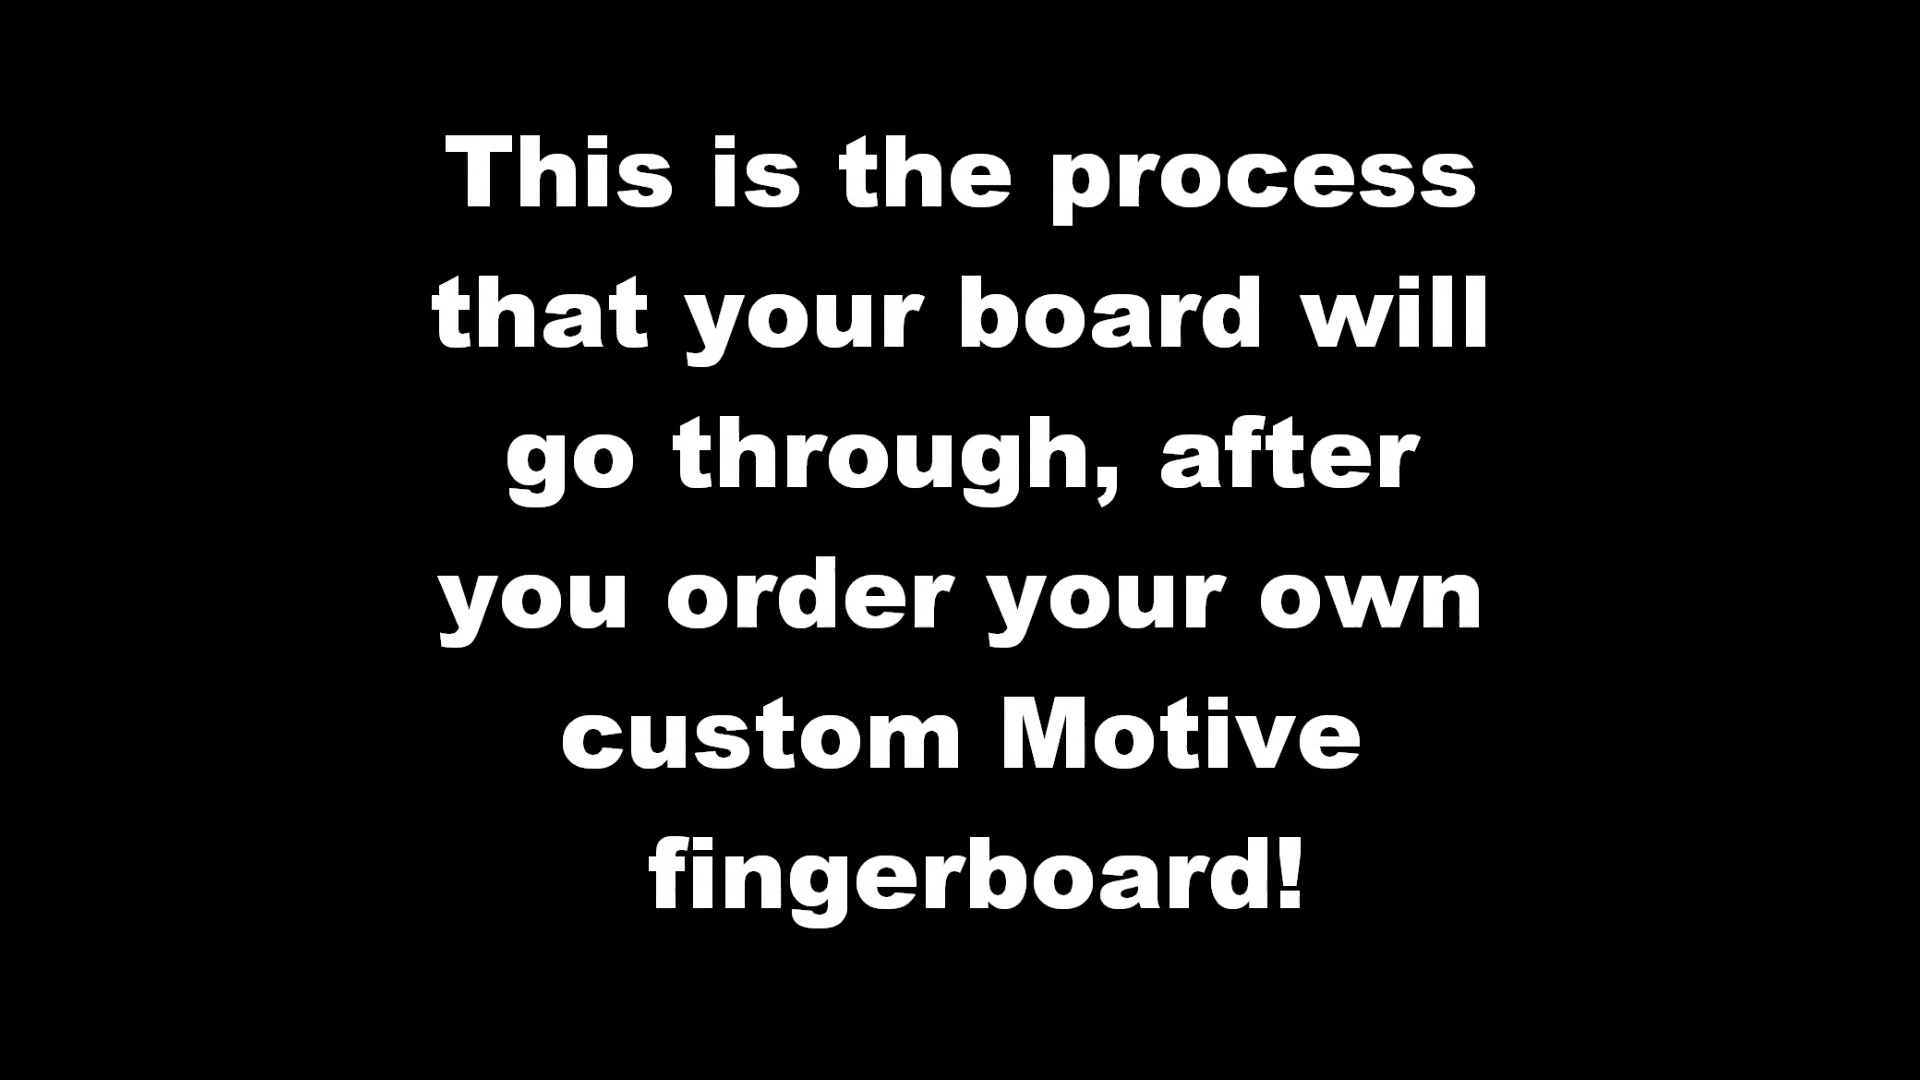 This is the process
that your board will
go through, after
you order your own
custom Motive
fingerboard!